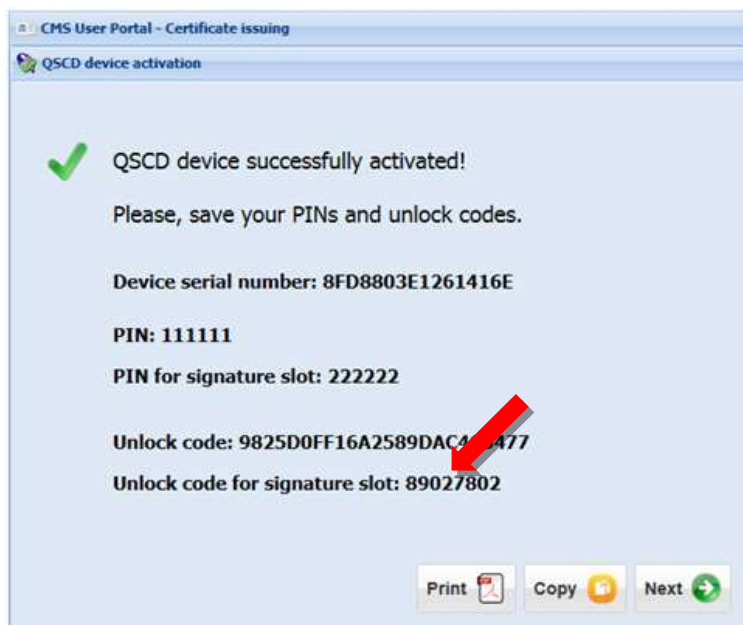 CMS User Portal - Certificate issuing
QSCD device activation
QSCD device successfully activated!
Please, save your PINs and unlock codes.
Device serial number: 8FD8803E1261416E
PIN: 111111
PIN for signature slot: 222222
Unlock code:
Unlock code for signature slot: 89027802
Print Copy Next